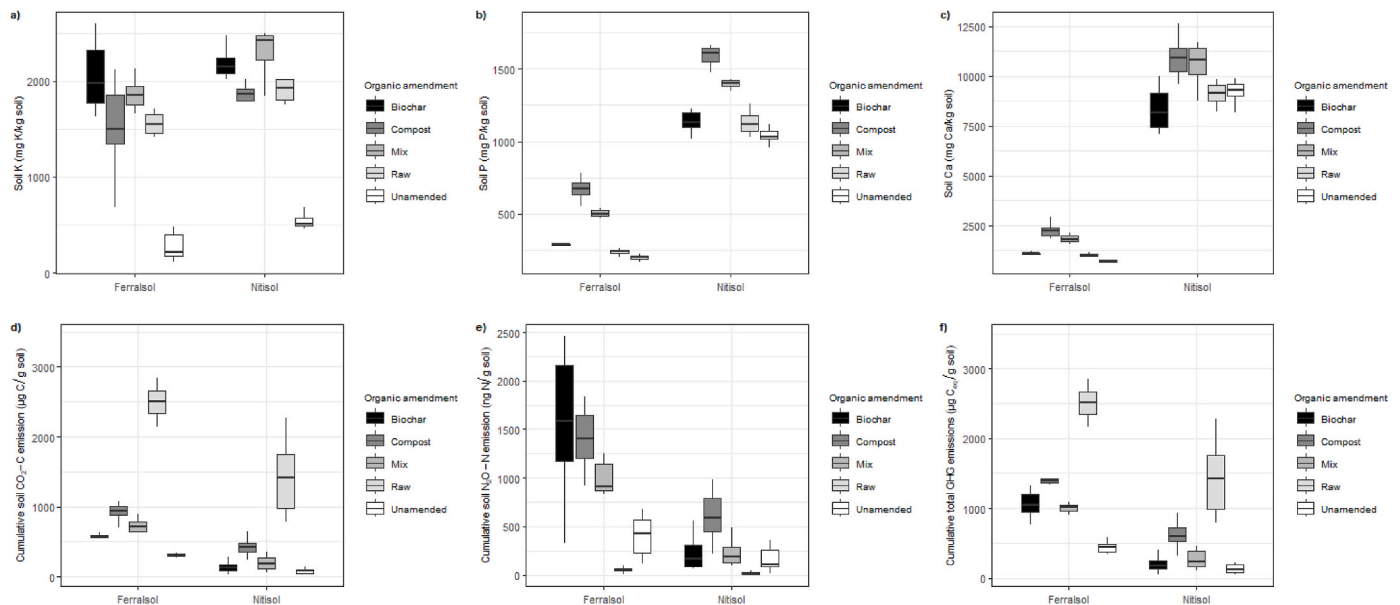 a)
Soil K (mg K/kg soil)
2000
1000
0
Ferralsol
Nitisol
Organic amendment
Biochar
Compost
Mix
Raw
Unamended
b)
Soil P (mg P/kg soil)
1500
1000
500
Ferralsol
Nitisol
Organic amendment
Biochar
Compost
Mix
Raw
Unamended
c)
Soil Ca (mg Ca/kg soil)
12500
10000
7500
5000
2500
Ferralsol
Nitisol
Organic amendment
Biochar
Compost
Mix
Raw
Unamended
d)
Cumulative soil CO₂−C emission (µg C/g soil)
3000
2000
1000
0
Ferralsol
Nitisol
Organic amendment
Biochar
Compost
Mix
Raw
Unamended
e)
Cumulative soil N₂O−N emission (ng N/g soil)
2500
2000
1500
1000
500
0
Ferralsol
Nitisol
Organic amendment
Biochar
Compost
Mix
Raw
Unamended
f)
Cumulative total GHG emissions (µg Cₑq/g soil)
3000
2000
1000
0
Ferralsol
Nitisol
Organic amendment
Biochar
Compost
Mix
Raw
Unamended